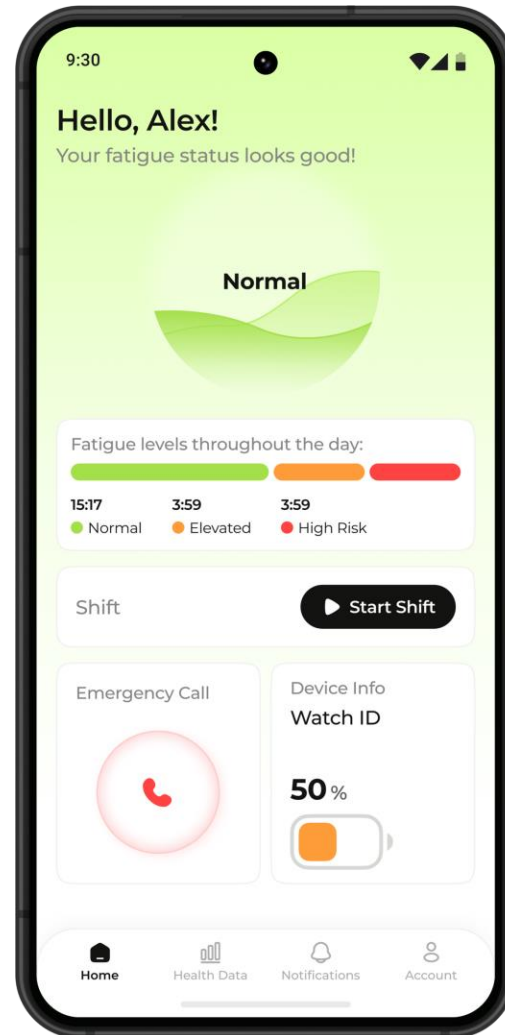 9:30
Hello, Alex!
Your fatigue status looks good!
Normal
Fatigue levels throughout the day:
15:17 3:59 3:59
Normal Elevated High Risk
Shift Start Shift
Emergency Call
Device Info
Watch ID
50 %
Home Health Data Notifications Account